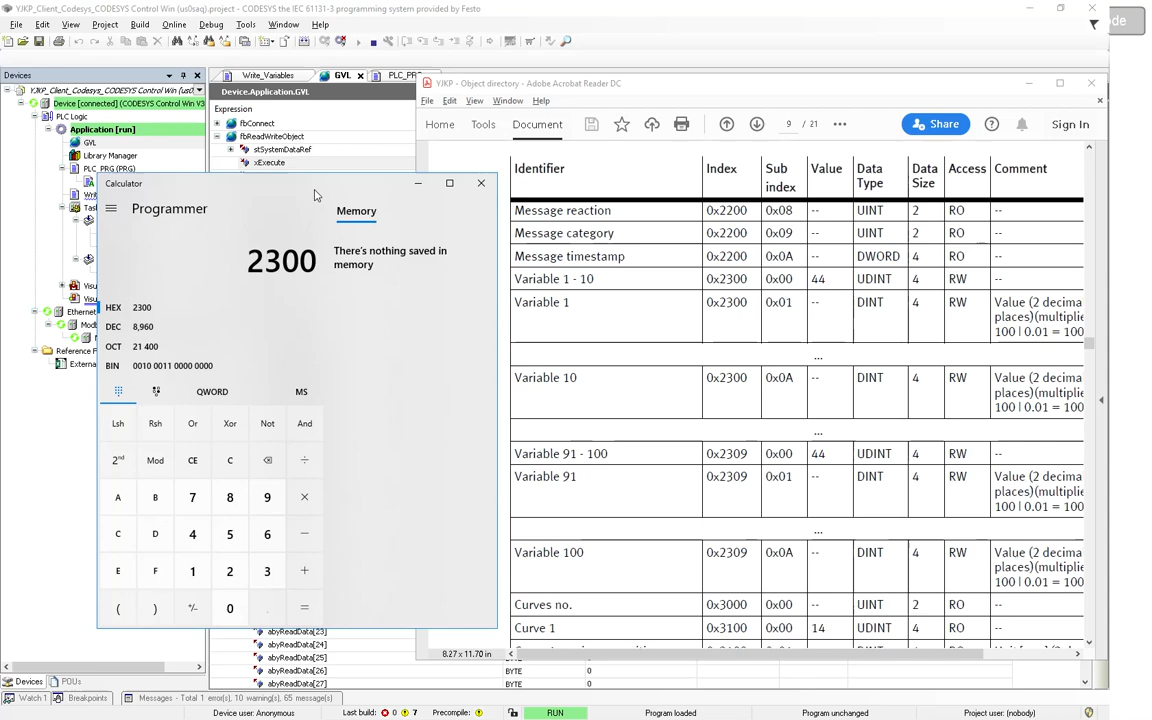 YJKP_Client_Codesys_CODESYS Control Win (us0saq).project - CODESYS the IEC 61131-3 programming system provided by Festo
File Edit View Project Build Online Debug Tools Window Help
Devices
Write_Variables GVL
YJKP_Client_Codesys_CODESYS Control Win V3
Device [connected] (CODESYS Control Win V3
PLC Logic
Application [run]
GVL
Library Manager
PLC_PRG (PRG)
Device.Application.GVL
Expression
fbConnect
fbReadWriteObject
stSystemDataRef
xExecute
YJKP - Object directory - Adobe Acrobat Reader DC
File Edit View Window Help
Home Tools Document 9 / 21 Share Sign In
Identifier Index Sub index Value Data Type Data Size Access Comment
Message reaction 0x2200 0x08 -- UINT 2 RO --
Message category 0x2200 0x09 -- UINT 2 RO --
Message timestamp 0x2200 0x0A -- DWORD 4 RO --
Variable 1 - 10 0x2300 0x00 44 UDINT 4 RW --
Variable 1 0x2300 0x01 -- DINT 4 RW Value (2 decima
places)(multiplie
100 | 0.01 = 100
...
Variable 10 0x2300 0x0A -- DINT 4 RW Value (2 decima
places)(multiplie
100 | 0.01 = 100
...
Variable 91 - 100 0x2309 0x00 44 UDINT 4 RW --
Variable 91 0x2309 0x01 -- DINT 4 RW Value (2 decima
places)(multiplie
100 | 0.01 = 100
...
Variable 100 0x2309 0x0A -- DINT 4 RW Value (2 decima
places)(multiplie
100 | 0.01 = 100
Curves no. 0x3000 0x00 -- UINT 2 RO --
Curve 1 0x3100 0x00 14 UDINT 4 RO --
8.27 x 11.70 in
Calculator
Programmer
Memory
There's nothing saved in
memory
2300
HEX 2300
DEC 8,960
OCT 21 400
BIN 0010 0011 0000 0000
QWORD MS
Lsh Rsh Or Xor Not And
2nd Mod CE C ÷
A B 7 8 9 ×
C D 4 5 6 −
E F 1 2 3 +
( ) +/- 0 . =
abyReadData[23]
abyReadData[24]
abyReadData[25]
abyReadData[26] BYTE 0
abyReadData[27] BYTE 0
Devices POUs
Watch 1 Breakpoints Messages - Total 1 error(s), 10 warning(s), 65 message(s)
Device user: Anonymous Last build: 0 7 Precompile: RUN Program loaded Program unchanged Project user: (nobody)